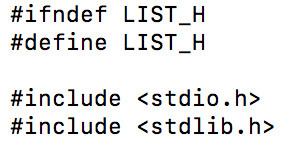 #ifndef LIST_H
#define LIST_H
#include <stdio.h>
#include <stdlib.h>